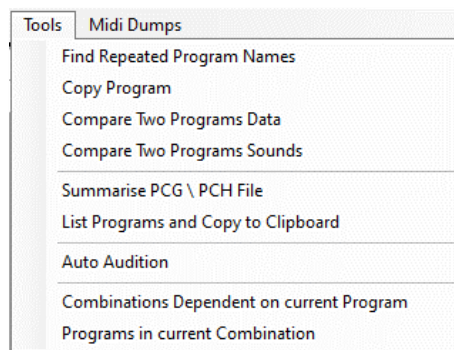 Tools Midi Dumps
Find Repeated Program Names
Copy Program
Compare Two Programs Data
Compare Two Programs Sounds
Summarise PCG \ PCH File
List Programs and Copy to Clipboard
Auto Audition
Combinations Dependent on current Program
Programs in current Combination